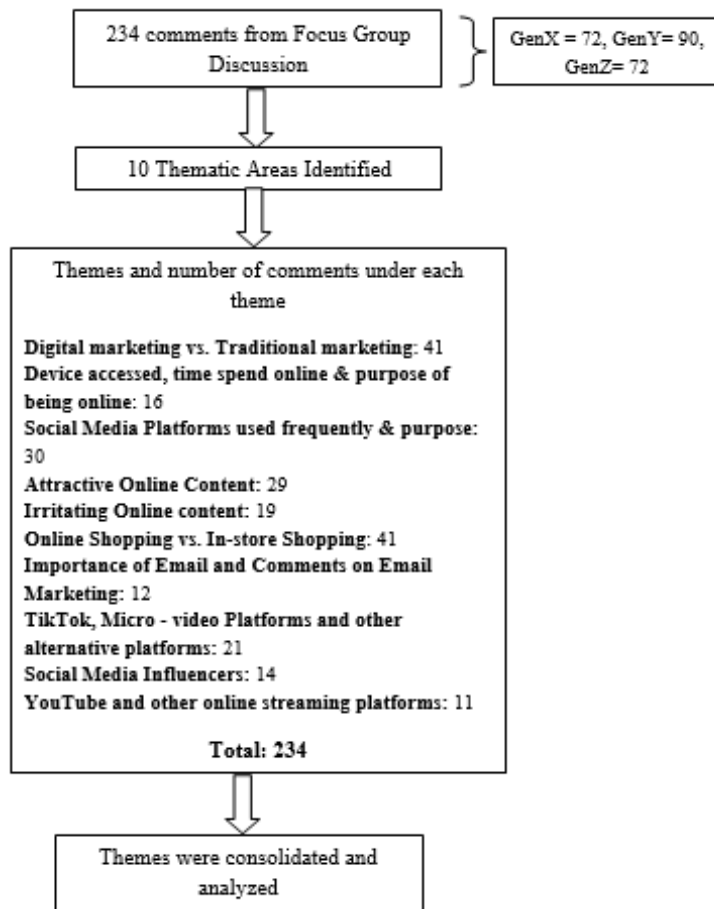 234 comments from Focus Group
Discussion
GenX = 72, GenY= 90,
GenZ= 72
10 Thematic Areas Identified
Themes and number of comments under each
theme
Digital marketing vs. Traditional marketing: 41
Device accessed, time spend online & purpose of
being online: 16
Social Media Platforms used frequently & purpose:
30
Attractive Online Content: 29
Irritating Online content: 19
Online Shopping vs. In-store Shopping: 41
Importance of Email and Comments on Email
Marketing: 12
TikTok, Micro - video Platforms and other
alternative platforms: 21
Social Media Influencers: 14
YouTube and other online streaming platforms: 11
Total: 234
Themes were consolidated and
analyzed